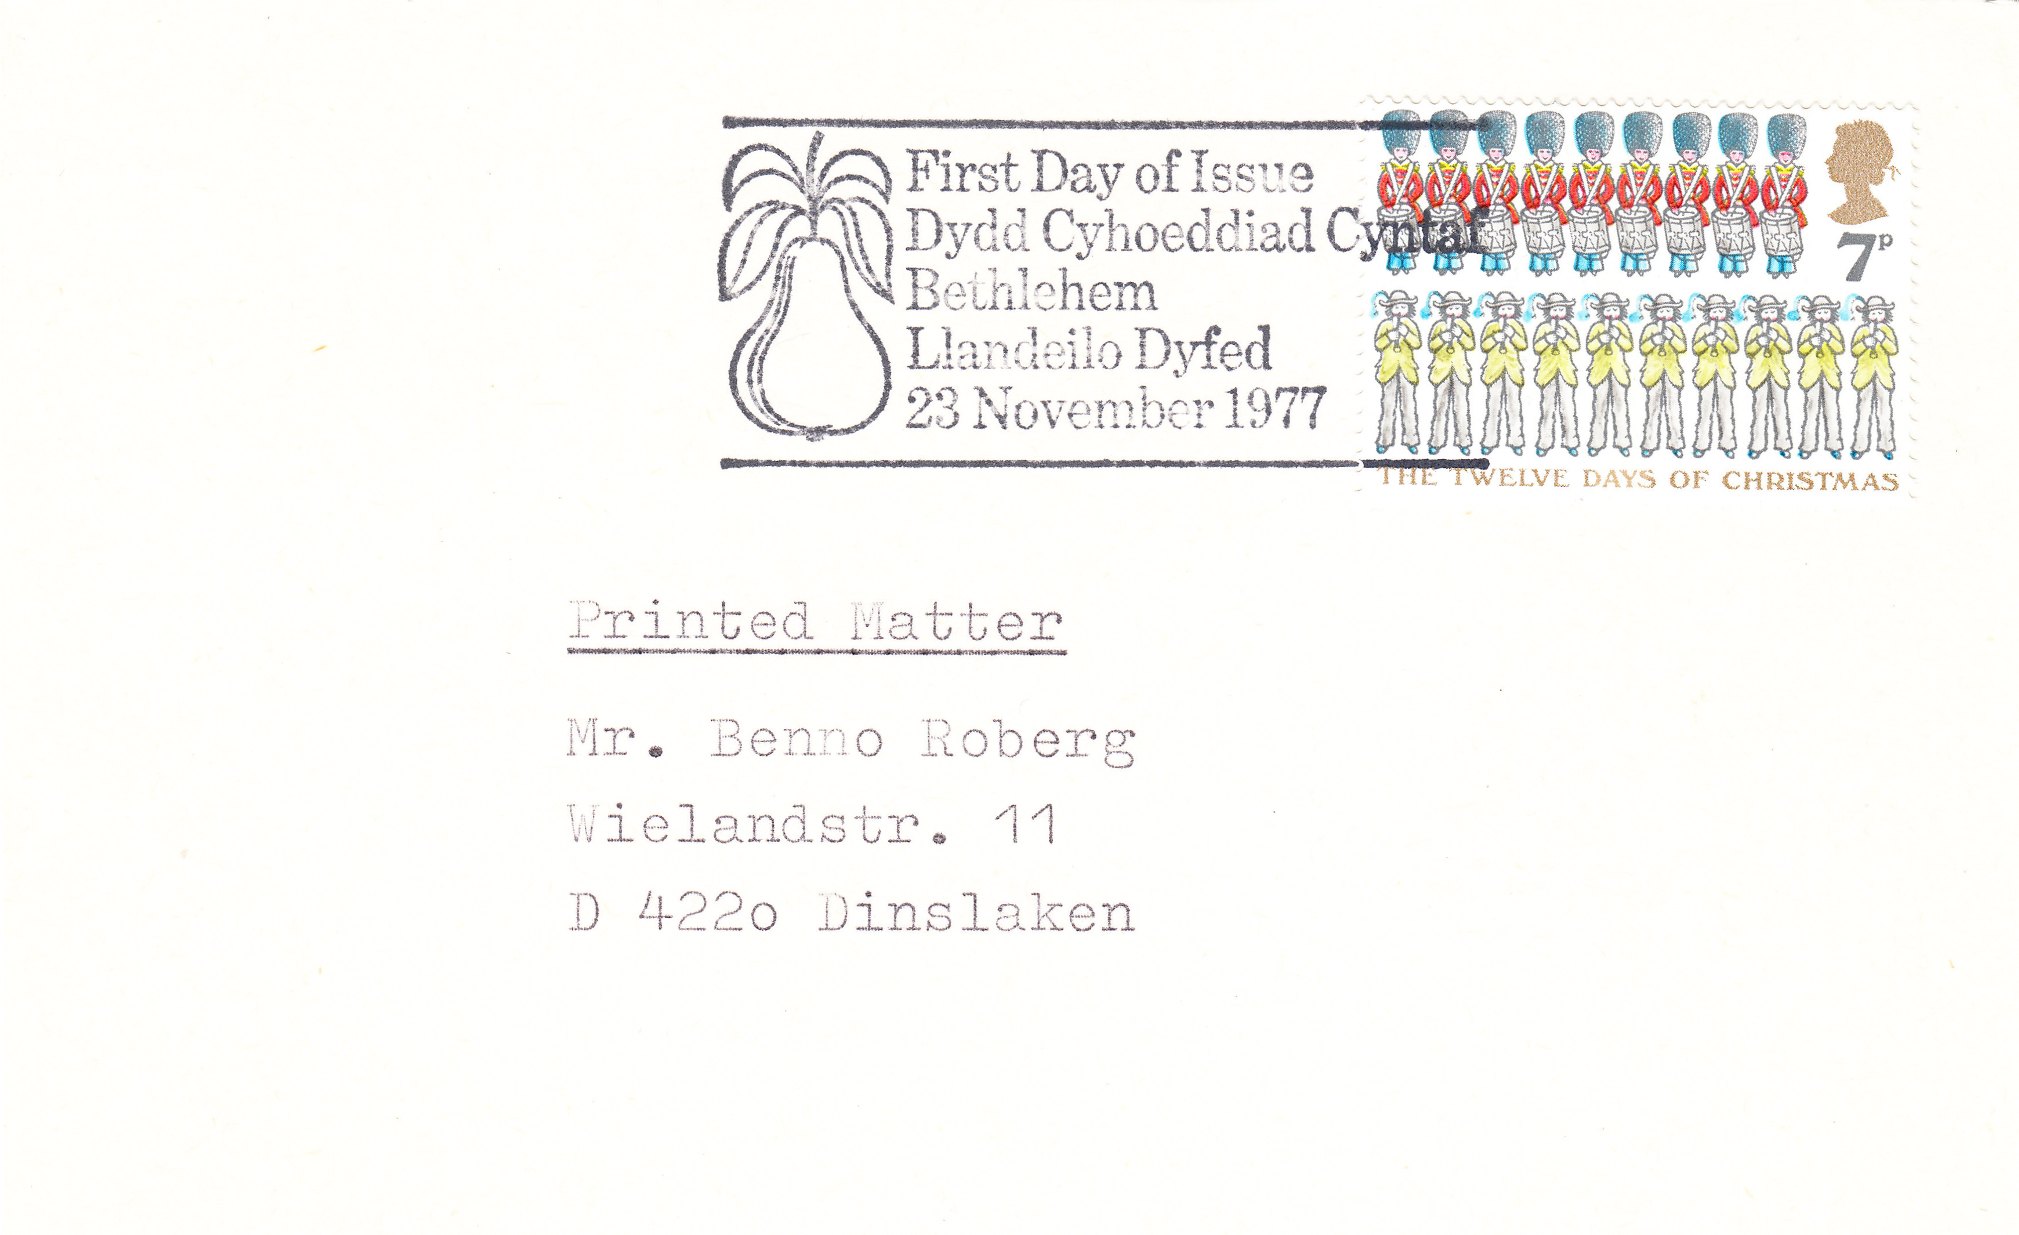 First Day of Issue
Dydd Cyhoeddiad Cyntaf
Bethlehem
Llandeilo Dyfed
23 November 1977
7P
THE TWELVE DAYS OF CHRISTMAS
Printed Matter
Mr. Benno Roberg
Wielandstr. 11
D 422o Dinslaken